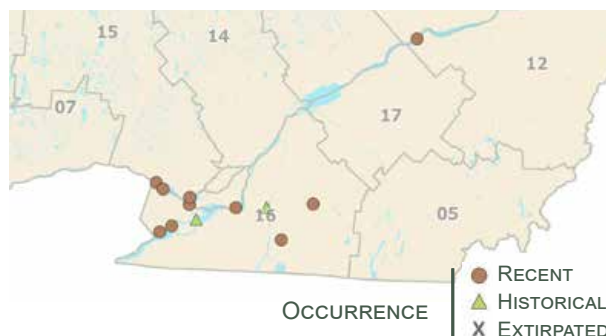 15
14
12
07
17
16
05
OCCURRENCE
RECENT
HISTORICAL
EXTIRPATED